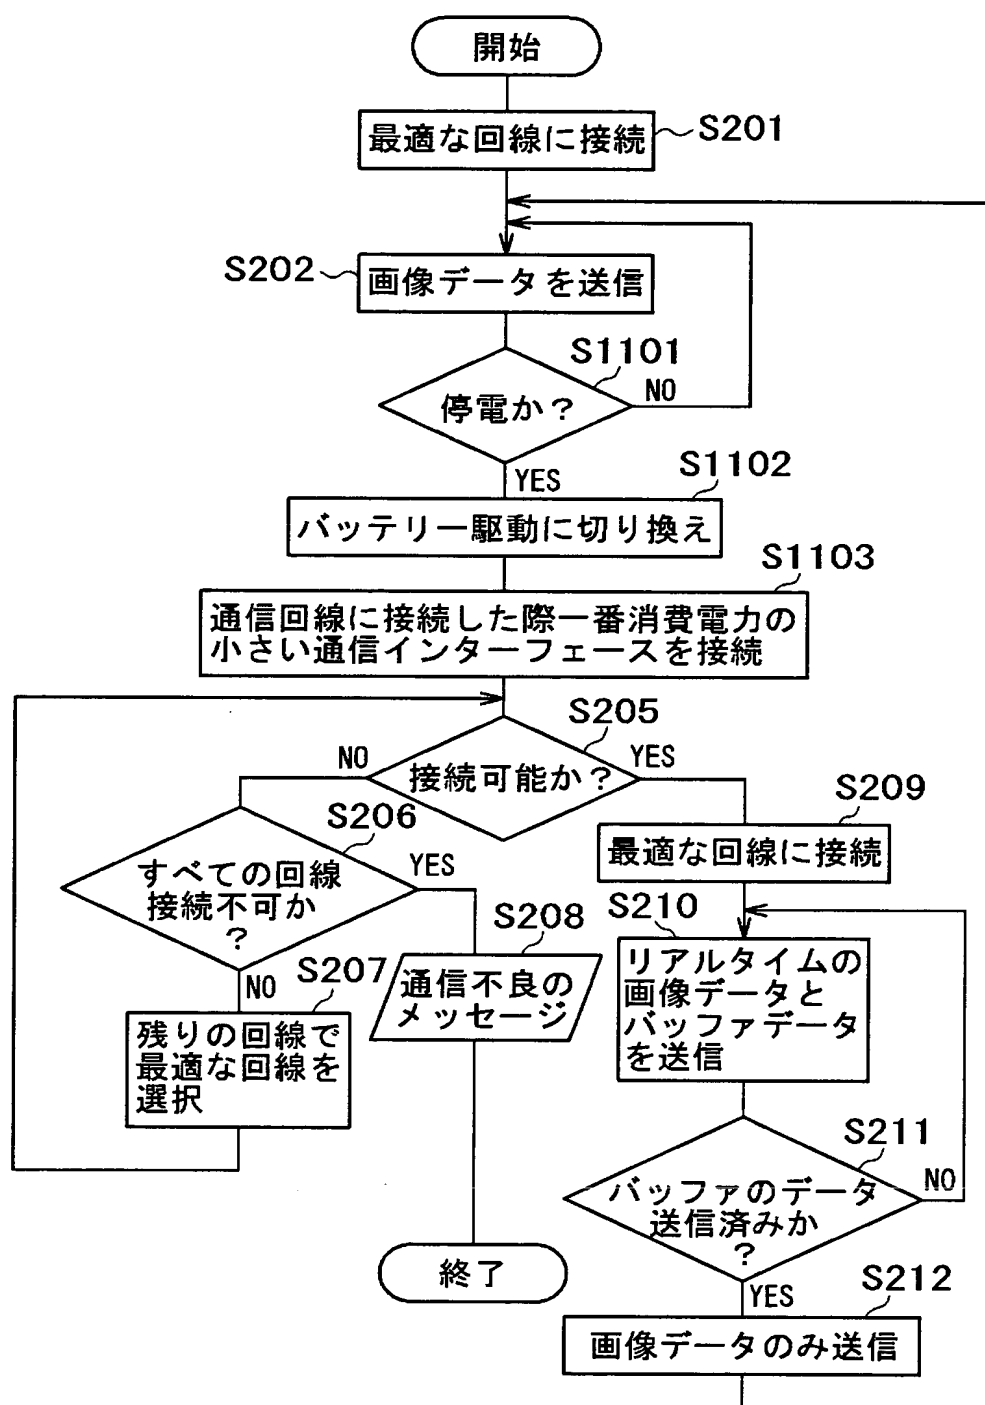 開始
最適な回線に接続
S201
S202
画像データを送信
S1101
停電か？
NO
YES
S1102
バッテリー駆動に切り換え
S1103
通信回線に接続した際一番消費電力の
小さい通信インターフェースを接続
S205
NO
接続可能か？
YES
S206
すべての回線
接続不可か
？
YES
NO
S207
残りの回線で
最適な回線を
選択
S208
通信不良の
メッセージ
終了
S209
最適な回線に接続
S210
リアルタイムの
画像データと
バッファデータ
を送信
S211
バッファのデータ
送信済みか
？
NO
YES
S212
画像データのみ送信